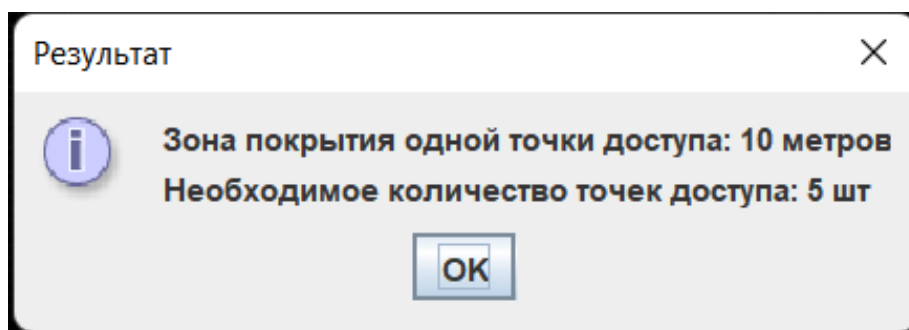 Результат
Зона покрытия одной точки доступа: 10 метров
Необходимое количество точек доступа: 5 шт
OK